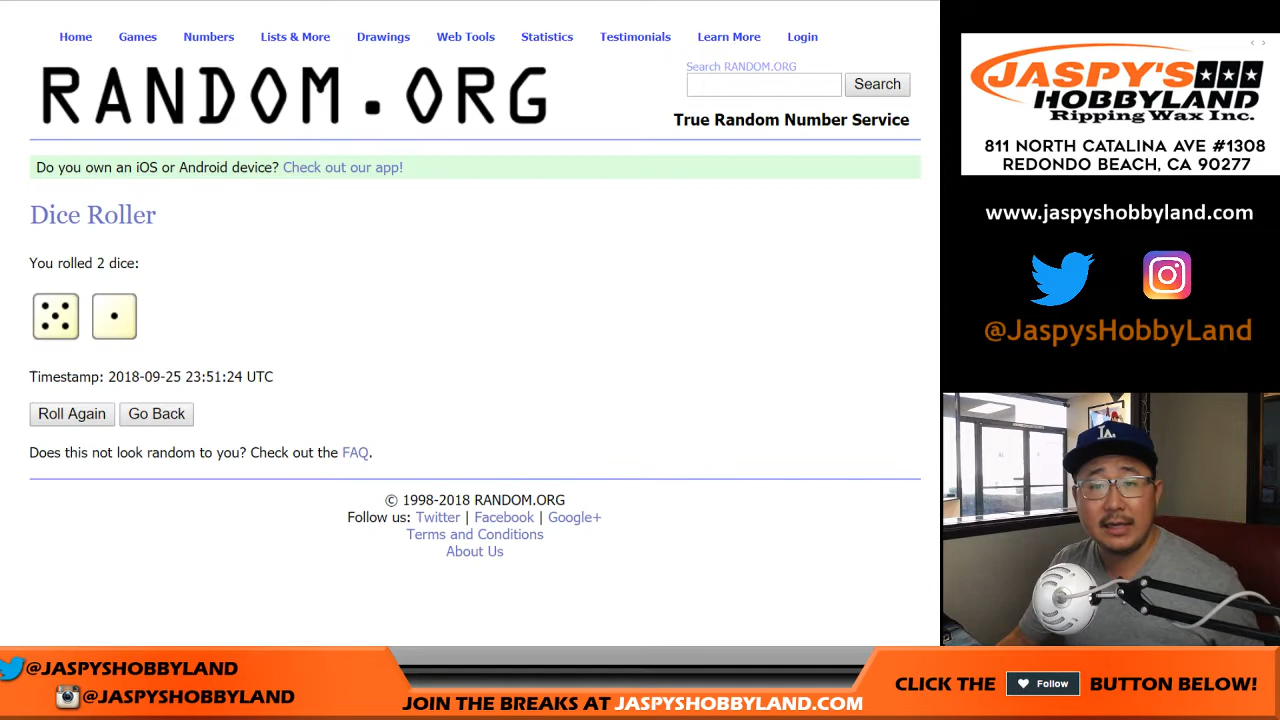 Home Games Numbers Lists & More Drawings Web Tools Statistics Testimonials Learn More Login
RANDOM.ORG
Search RANDOM.ORG
Search
True Random Number Service
Do you own an iOS or Android device? Check out our app!
Dice Roller
You rolled 2 dice:
Timestamp: 2018-09-25 23:51:24 UTC
Roll Again Go Back
Does this not look random to you? Check out the FAQ.
© 1998-2018 RANDOM.ORG
Follow us: Twitter | Facebook | Google+
Terms and Conditions
About Us
JASPY'S
HOBBYLAND
Ripping Wax Inc.
811 NORTH CATALINA AVE #1308
REDONDO BEACH, CA 90277
www.jaspyshobbyland.com
@JaspysHobbyLand
LA
@JASPYSHOBBYLAND
@JASPYSHOBBYLAND
JOIN THE BREAKS AT JASPYSHOBBYLAND.COM
CLICK THE Follow BUTTON BELOW!